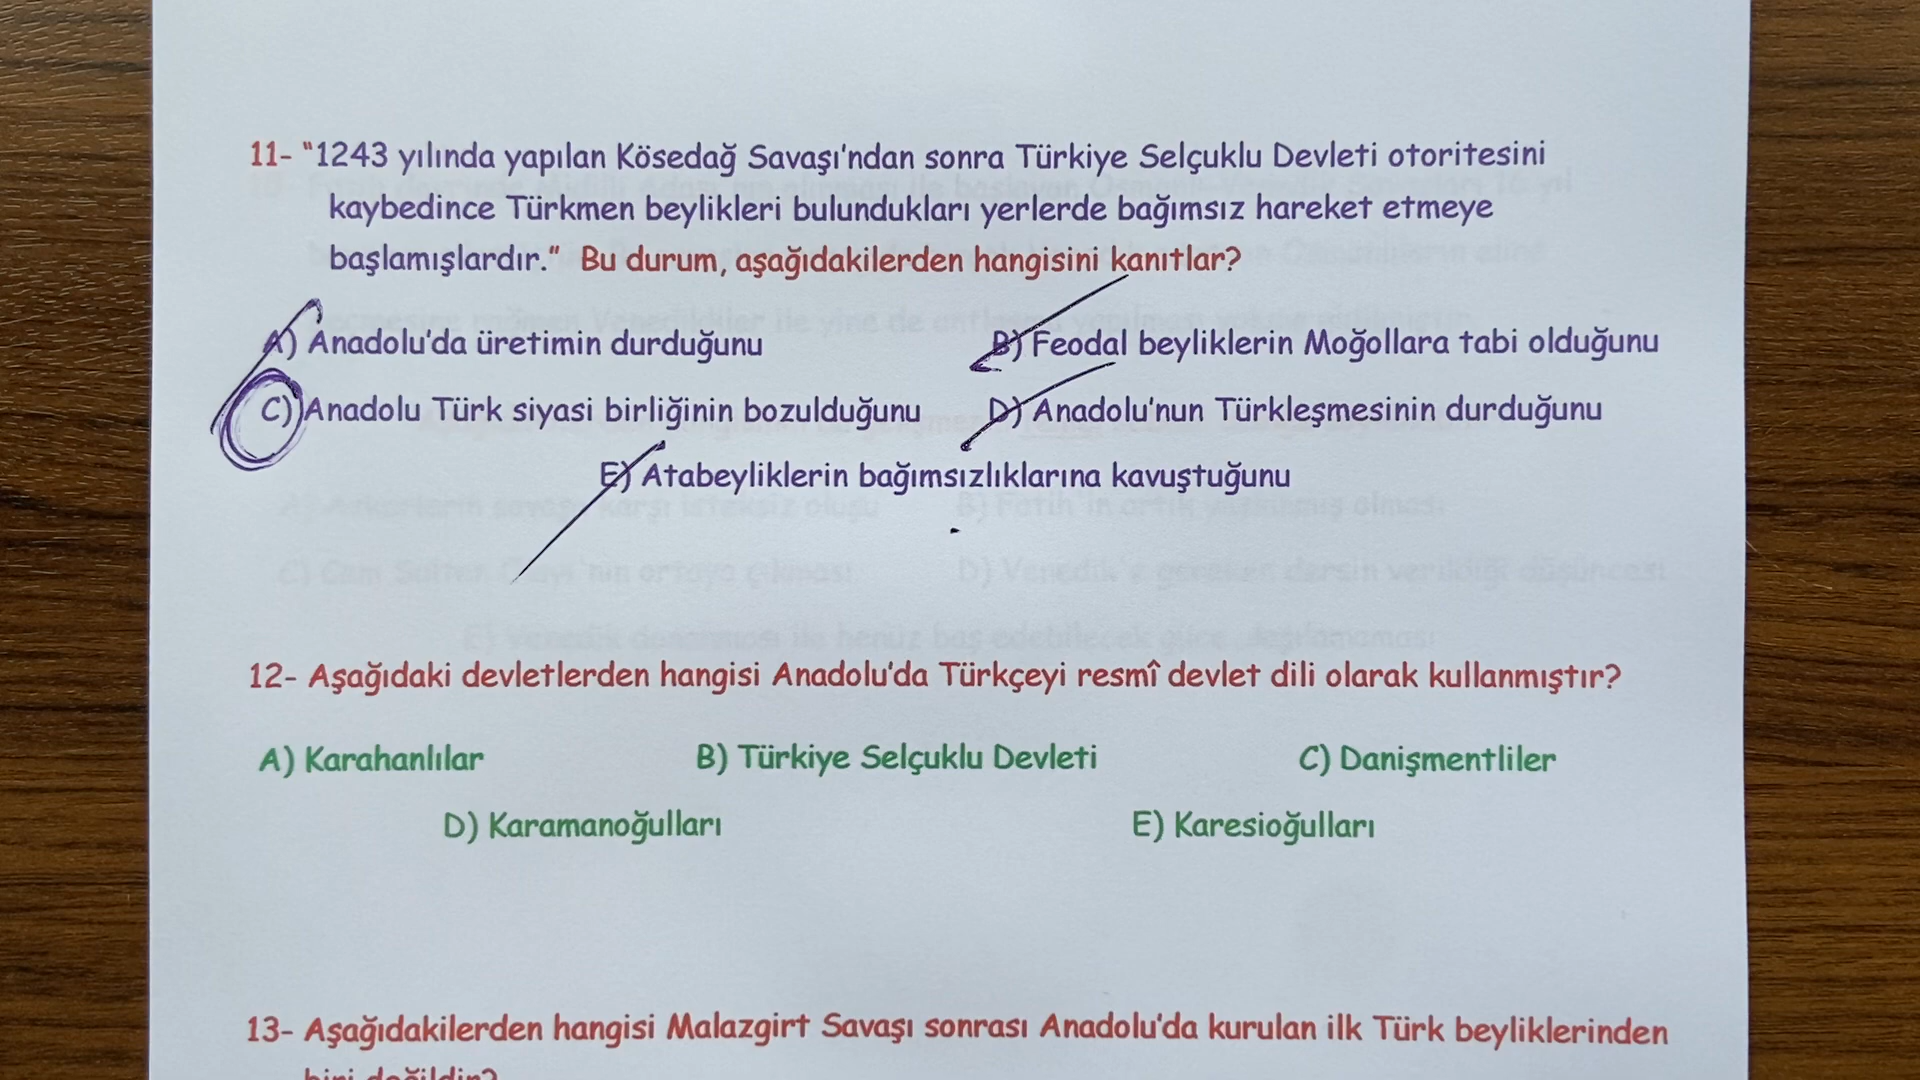 11- "1243 yılında yapılan Kösedağ Savaşı'ndan sonra Türkiye Selçuklu Devleti otoritesini
kaybedince Türkmen beylikleri bulundukları yerlerde bağımsız hareket etmeye
başlamışlardır." Bu durum, aşağıdakilerden hangisini kanıtlar?
A) Anadolu'da üretimin durduğunu B) Feodal beyliklerin Moğollara tabi olduğunu
C) Anadolu Türk siyasi birliğinin bozulduğunu D) Anadolu'nun Türkleşmesinin durduğunu
E) Atabeyliklerin bağımsızlıklarına kavuştuğunu
12- Aşağıdaki devletlerden hangisi Anadolu'da Türkçeyi resmî devlet dili olarak kullanmıştır?
A) Karahanlılar B) Türkiye Selçuklu Devleti C) Danişmentliler
D) Karamanoğulları E) Karesioğulları
13- Aşağıdakilerden hangisi Malazgirt Savaşı sonrası Anadolu'da kurulan ilk Türk beyliklerinden
biri değildir?